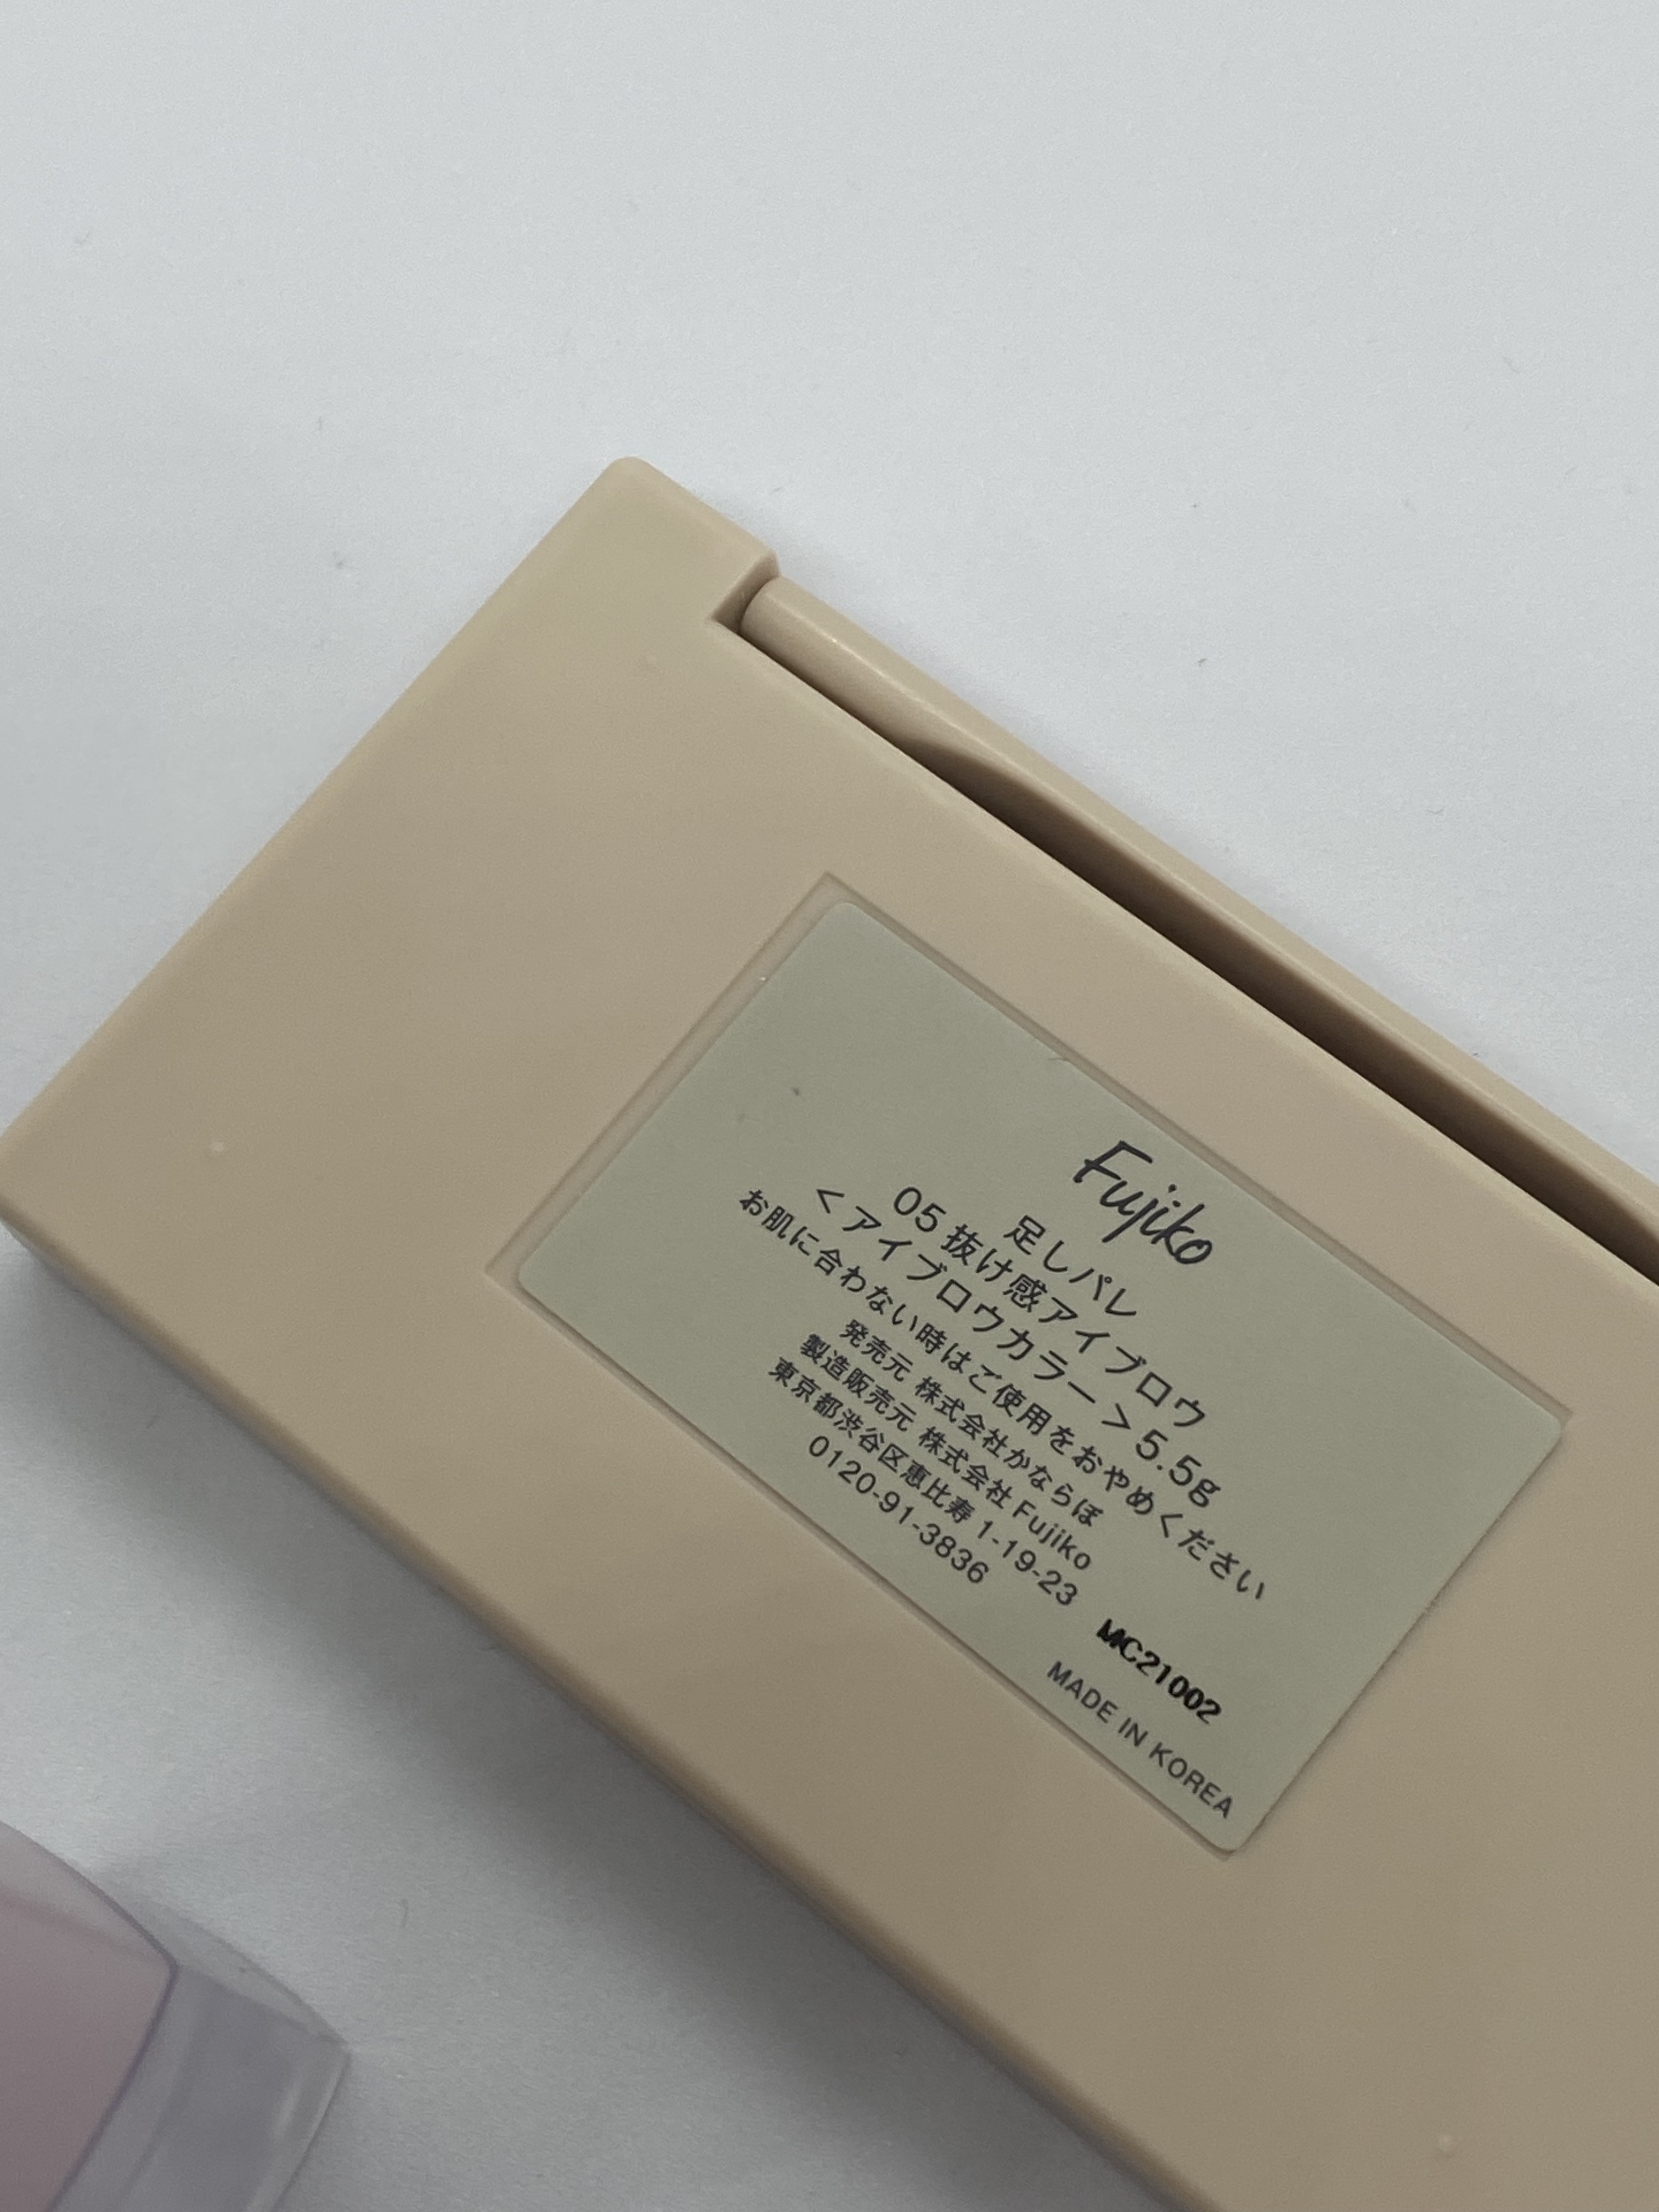 Fujiko
足しパレ
05 抜け感アイブロウ
<アイブロウカラー> 5.5g
お肌に合わない時はご使用をおやめください
発売元 株式会社かならぼ
製造販売元 株式会社 Fujiko
東京都渋谷区恵比寿 1-19-23
0120-91-3836
MC21002
MADE IN KOREA